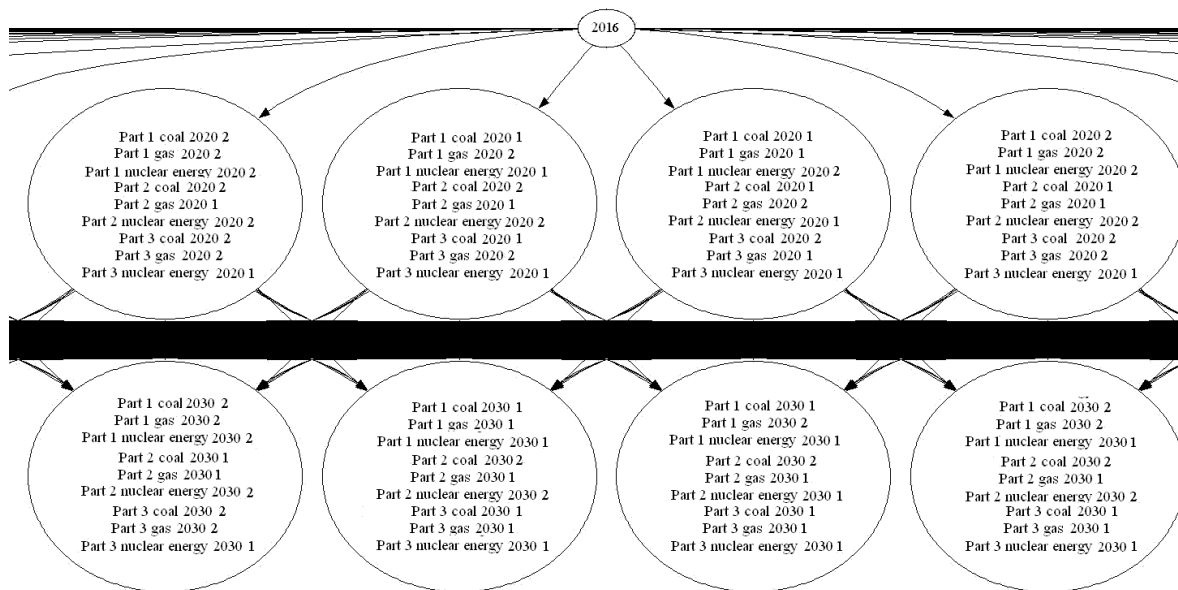 2016
Part 1 coal 2020 2
Part 1 gas 2020 2
Part 1 nuclear energy 2020 2
Part 2 coal 2020 2
Part 2 gas 2020 1
Part 2 nuclear energy 2020 2
Part 3 coal 2020 2
Part 3 gas 2020 2
Part 3 nuclear energy 2020 1
Part 1 coal 2020 1
Part 1 gas 2020 2
Part 1 nuclear energy 2020 1
Part 2 coal 2020 2
Part 2 gas 2020 1
Part 2 nuclear energy 2020 2
Part 3 coal 2020 1
Part 3 gas 2020 2
Part 3 nuclear energy 2020 1
Part 1 coal 2020 1
Part 1 gas 2020 1
Part 1 nuclear energy 2020 2
Part 2 coal 2020 1
Part 2 gas 2020 2
Part 2 nuclear energy 2020 1
Part 3 coal 2020 2
Part 3 gas 2020 1
Part 3 nuclear energy 2020 1
Part 1 coal 2020 2
Part 1 gas 2020 2
Part 1 nuclear energy 2020 2
Part 2 coal 2020 1
Part 2 gas 2020 1
Part 2 nuclear energy 2020 2
Part 3 coal 2020 2
Part 3 gas 2020 2
Part 3 nuclear energy 2020 1
Part 1 coal 2030 2
Part 1 gas 2030 2
Part 1 nuclear energy 2030 2
Part 2 coal 2030 1
Part 2 gas 2030 1
Part 2 nuclear energy 2030 2
Part 3 coal 2030 2
Part 3 gas 2030 2
Part 3 nuclear energy 2030 1
Part 1 coal 2030 1
Part 1 gas 2030 1
Part 1 nuclear energy 2030 1
Part 2 coal 2030 2
Part 2 gas 2030 1
Part 2 nuclear energy 2030 2
Part 3 coal 2030 1
Part 3 gas 2030 1
Part 3 nuclear energy 2030 1
Part 1 coal 2030 1
Part 1 gas 2030 2
Part 1 nuclear energy 2030 1
Part 2 coal 2030 2
Part 2 gas 2030 1
Part 2 nuclear energy 2030 1
Part 3 coal 2030 1
Part 3 gas 2030 1
Part 3 nuclear energy 2030 1
Part 1 coal 2030 2
Part 1 gas 2030 2
Part 1 nuclear energy 2030 1
Part 2 coal 2030 2
Part 2 gas 2030 1
Part 2 nuclear energy 2030 2
Part 3 coal 2030 1
Part 3 gas 2030 1
Part 3 nuclear energy 2030 1